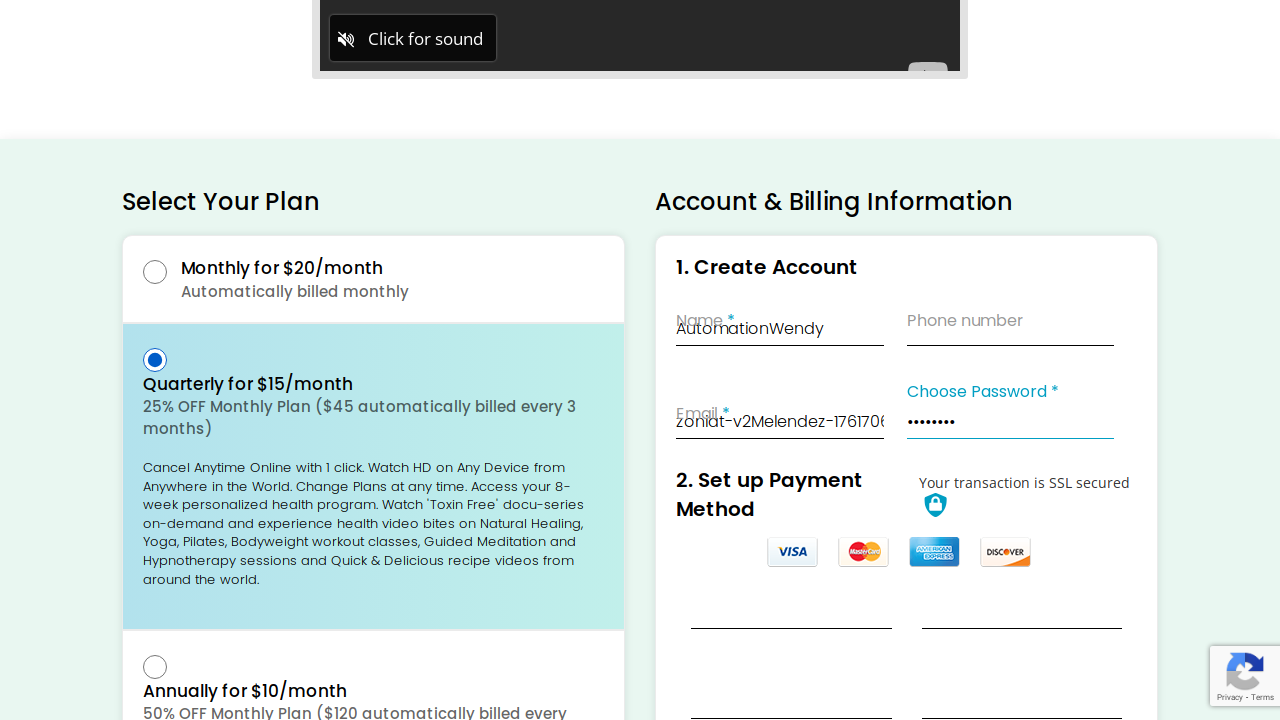 Click for sound
Select Your Plan
Account & Billing Information
Monthly for $20/month
Automatically billed monthly
Quarterly for $15/month
25% OFF Monthly Plan ($45 automatically billed every 3
months)
Cancel Anytime Online with 1 click. Watch HD on Any Device from
Anywhere in the World. Change Plans at any time. Access your 8-
week personalized health program. Watch 'Toxin Free' docu-series
on-demand and experience health video bites on Natural Healing,
Yoga, Pilates, Bodyweight workout classes, Guided Meditation and
Hypnotherapy sessions and Quick & Delicious recipe videos from
around the world.
Annually for $10/month
50% OFF Monthly Plan ($120 automatically billed every
1. Create Account
Name *
AutomationWendy
Phone number
Email *
zoniat-v2Melendez-1761706
Choose Password *
••••••••
2. Set up Payment
Method
Your transaction is SSL secured
VISA
MasterCard
AMERICAN EXPRESS
DISCOVER
Privacy - Terms